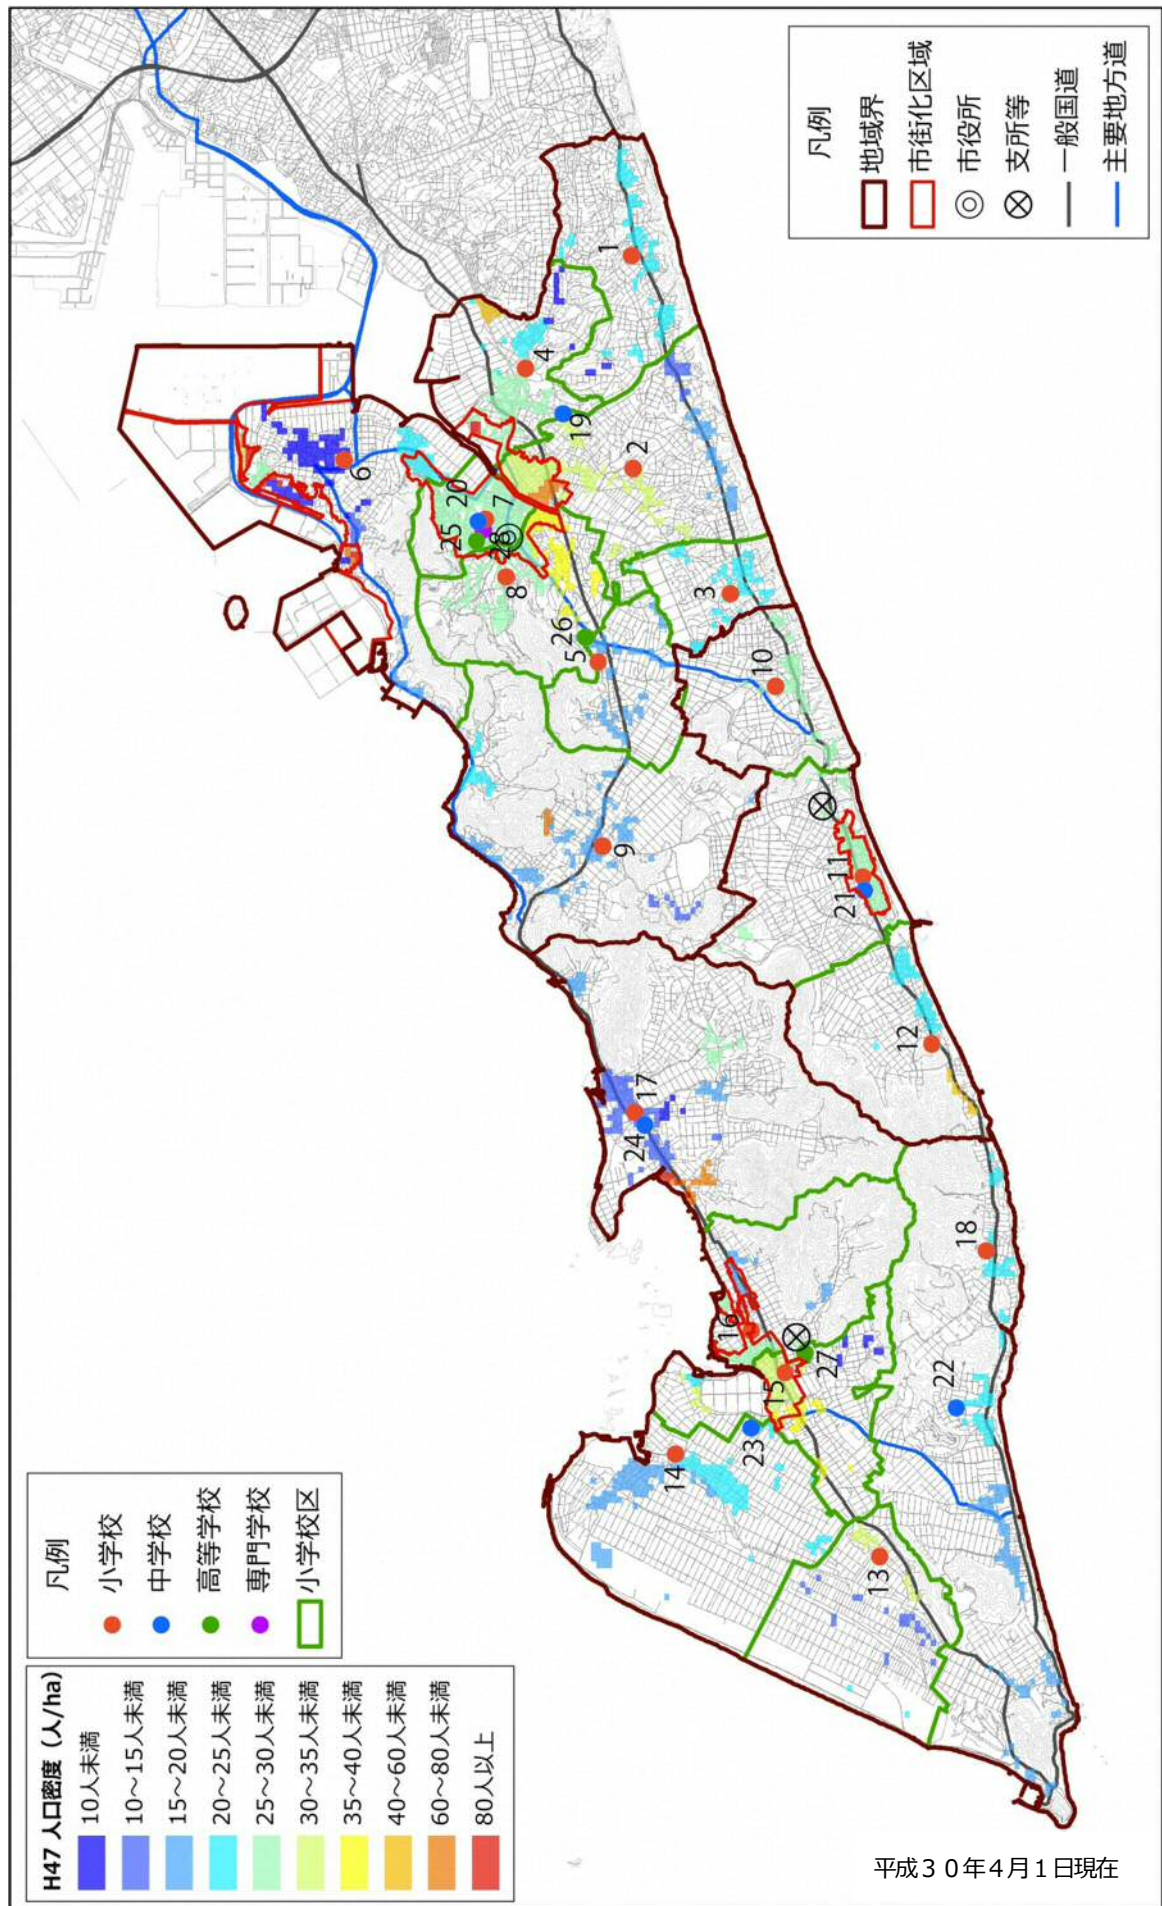 H47 人口密度（人/ha）
10人未満
10～15人未満
15～20人未満
20～25人未満
25～30人未満
30～35人未満
35～40人未満
40～60人未満
60～80人未満
80人以上
凡例
小学校
中学校
高等学校
専門学校
小学校区
凡例
地域界
市街化区域
市役所
支所等
一般国道
主要地方道
1
2
3
4
5
6
7
8
9
10
11
12
13
14
15
16
17
18
19
20
21
22
23
24
25
26
27
28
平成３０年４月１日現在